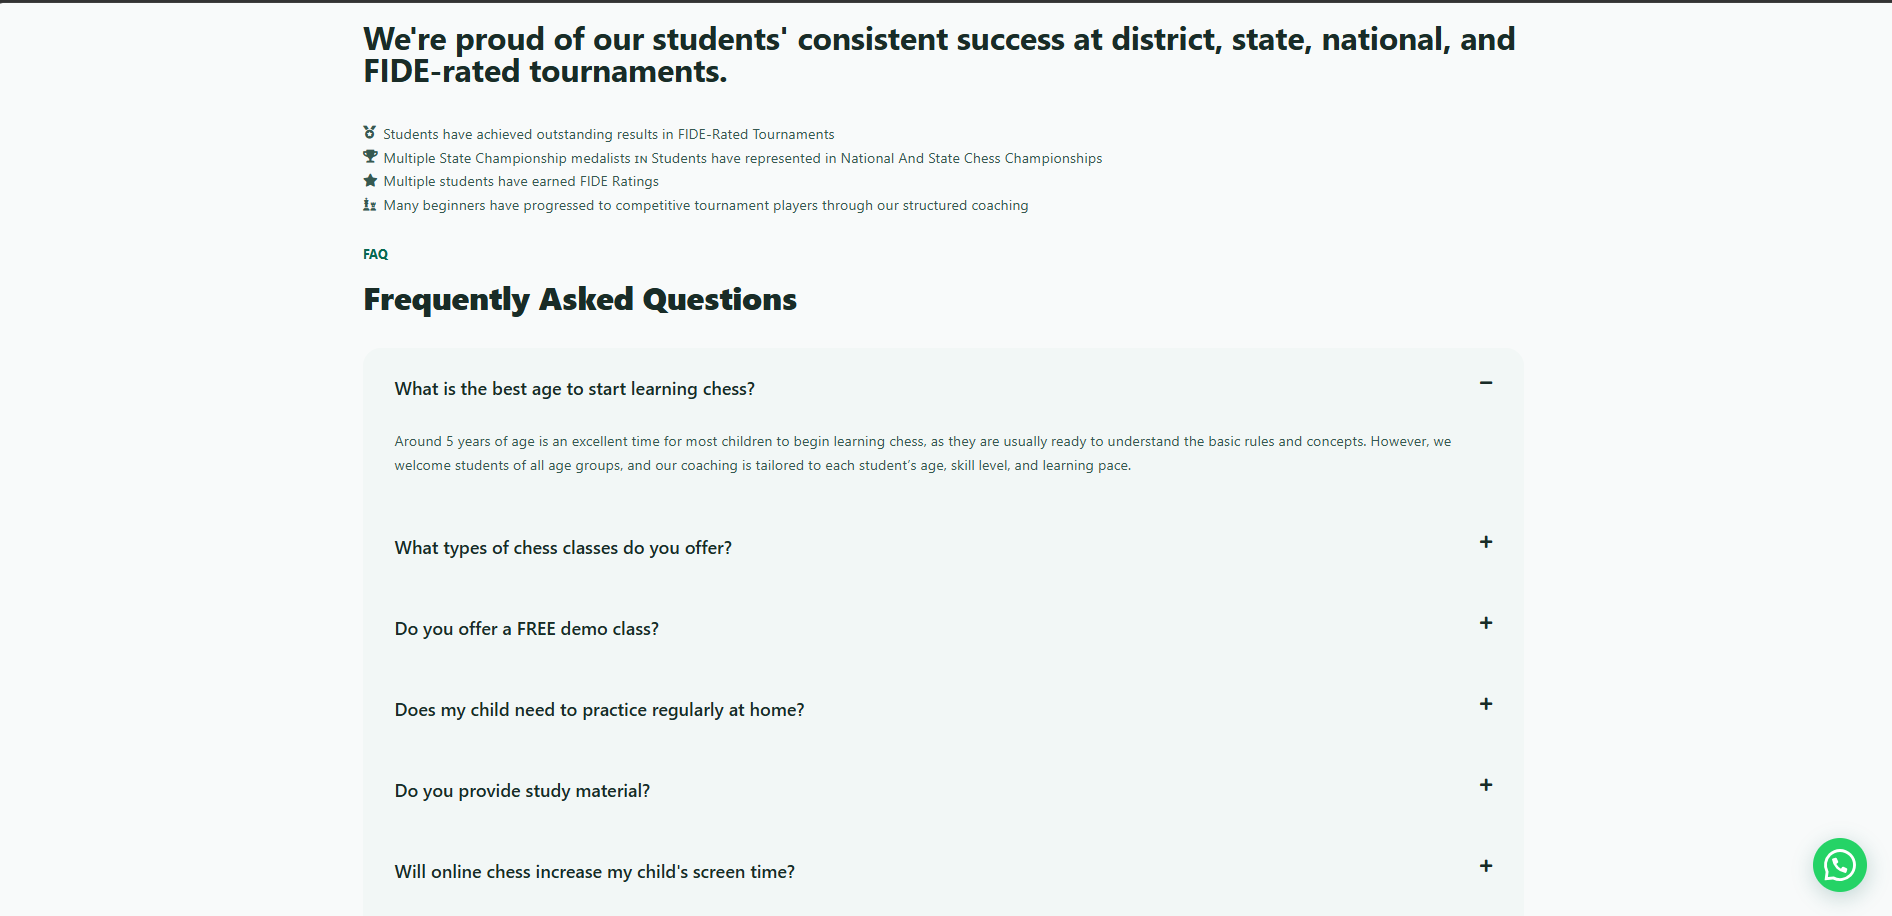 We're proud of our students' consistent success at district, state, national, and
FIDE-rated tournaments.
Students have achieved outstanding results in FIDE-Rated Tournaments
Multiple State Championship medalists ɪɴ Students have represented in National And State Chess Championships
Multiple students have earned FIDE Ratings
Many beginners have progressed to competitive tournament players through our structured coaching
FAQ
Frequently Asked Questions
What is the best age to start learning chess?
Around 5 years of age is an excellent time for most children to begin learning chess, as they are usually ready to understand the basic rules and concepts. However, we
welcome students of all age groups, and our coaching is tailored to each student’s age, skill level, and learning pace.
What types of chess classes do you offer?
Do you offer a FREE demo class?
Does my child need to practice regularly at home?
Do you provide study material?
Will online chess increase my child's screen time?